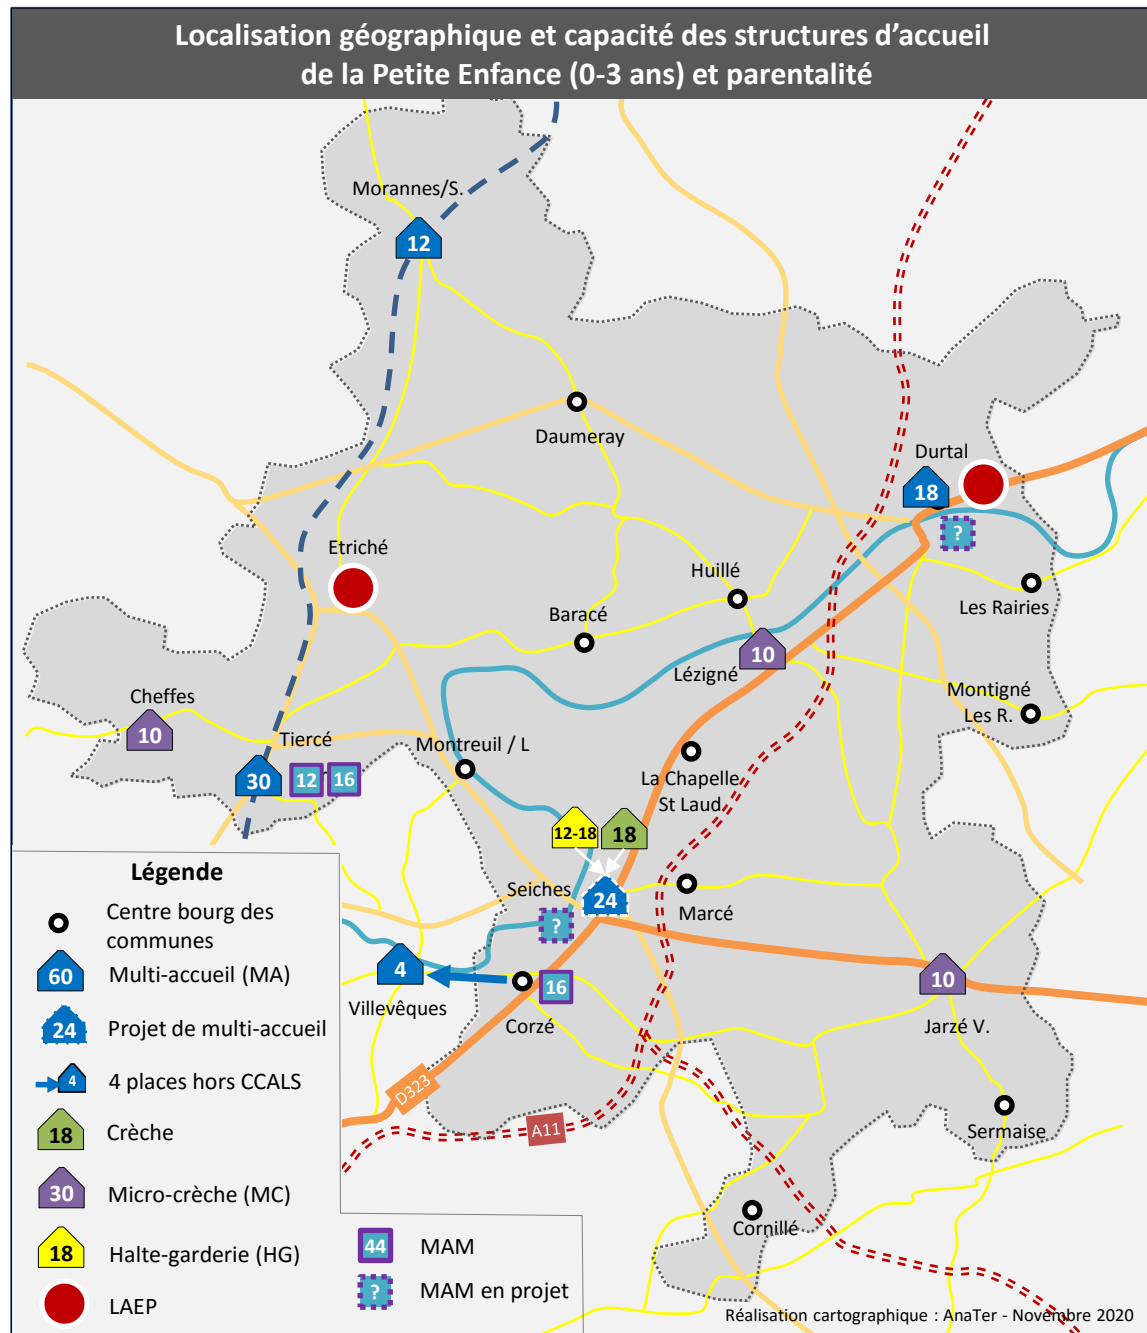 Localisation géographique et capacité des structures d'accueil
de la Petite Enfance (0-3 ans) et parentalité
Morannes/S.
12
Daumeray
Durtal
18
?
Etriché
Huillé
Les Rairies
Baracé
10
Lézigné
Cheffes
10
Montigné
Les R.
Tiercé
30
12
16
Montreuil / L
La Chapelle
St Laud.
12-18
18
Seiches
24
Marcé
?
4
Villevêques
16
Corzé
10
Jarzé V.
D323
A11
Sermaise
Cornillé
Légende
Centre bourg des
communes
60
Multi-accueil (MA)
24
Projet de multi-accueil
4
4 places hors CCALS
18
Crèche
30
Micro-crèche (MC)
18
Halte-garderie (HG)
LAEP
44
MAM
?
MAM en projet
Réalisation cartographique : AnaTer - Novembre 2020